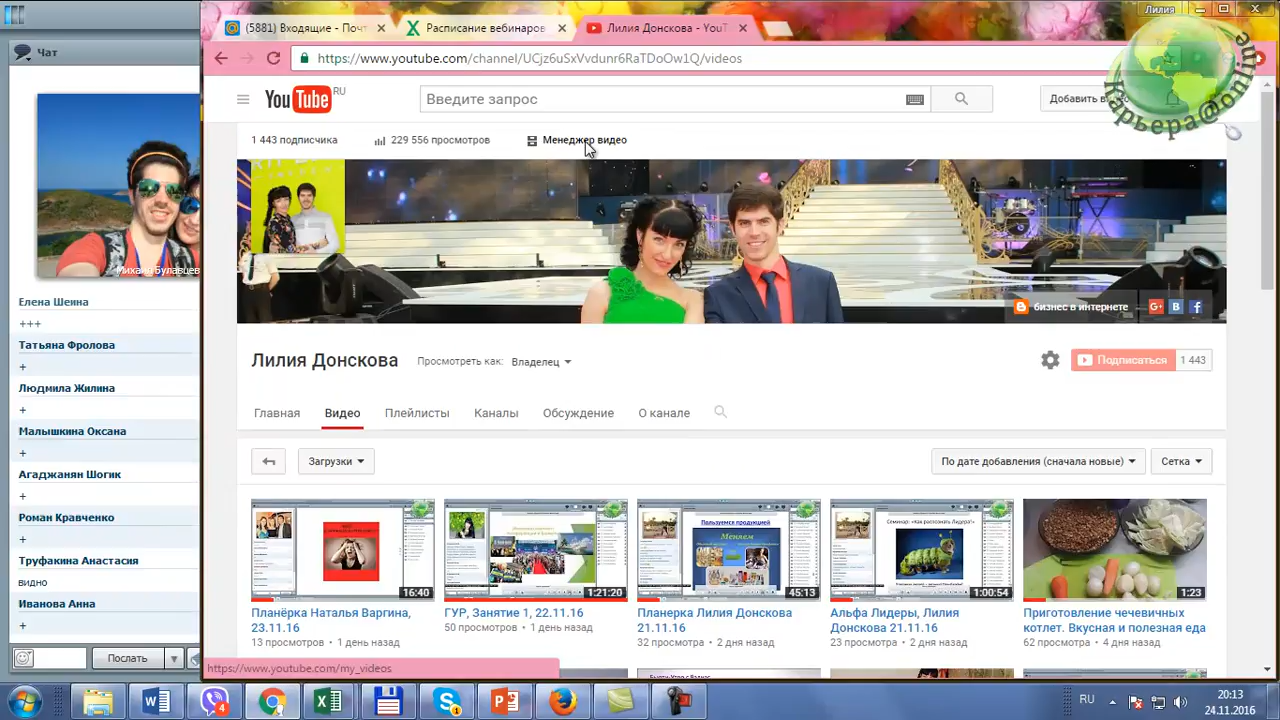 Чат
Михаил Булавцев
Елена Шеина
+++
Татьяна Фролова
+
Людмила Жилина
+
Малышкина Оксана
+
Агаджанян Шогик
+
Роман Кравченко
+
Труфакина Анастасия
видно
Иванова Анна
+
Послать
Лилия
(5881) Входящие - Почт
Расписание вебинаров
Лилия Донскова - YouT
https://www.youtube.com/channel/UCjz6uSxVvdunr6RaTDoOw1Q/videos
Карьера@online
YouTube RU
Введите запрос
Добавить
1 443 подписчика
229 556 просмотров
Менеджер видео
бизнес в интернете
Лилия Донскова
Просмотреть как: Владелец
Подписаться 1 443
Главная
Видео
Плейлисты
Каналы
Обсуждение
О канале
Загрузки
По дате добавления (сначала новые)
Сетка
16:40
1:21:20
45:13
1:00:54
1:23
Планёрка Наталья Варгина,
23.11.16
13 просмотров • 1 день назад
ГУР, Занятие 1, 22.11.16
50 просмотров • 1 день назад
Планерка Лилия Донскова
21.11.16
32 просмотра • 2 дня назад
Альфа Лидеры, Лилия
Донскова 21.11.16
23 просмотра • 2 дня назад
Приготовление чечевичных
котлет. Вкусная и полезная еда
62 просмотра • 4 дня назад
https://www.youtube.com/my_videos
RU
20:13
24.11.2016